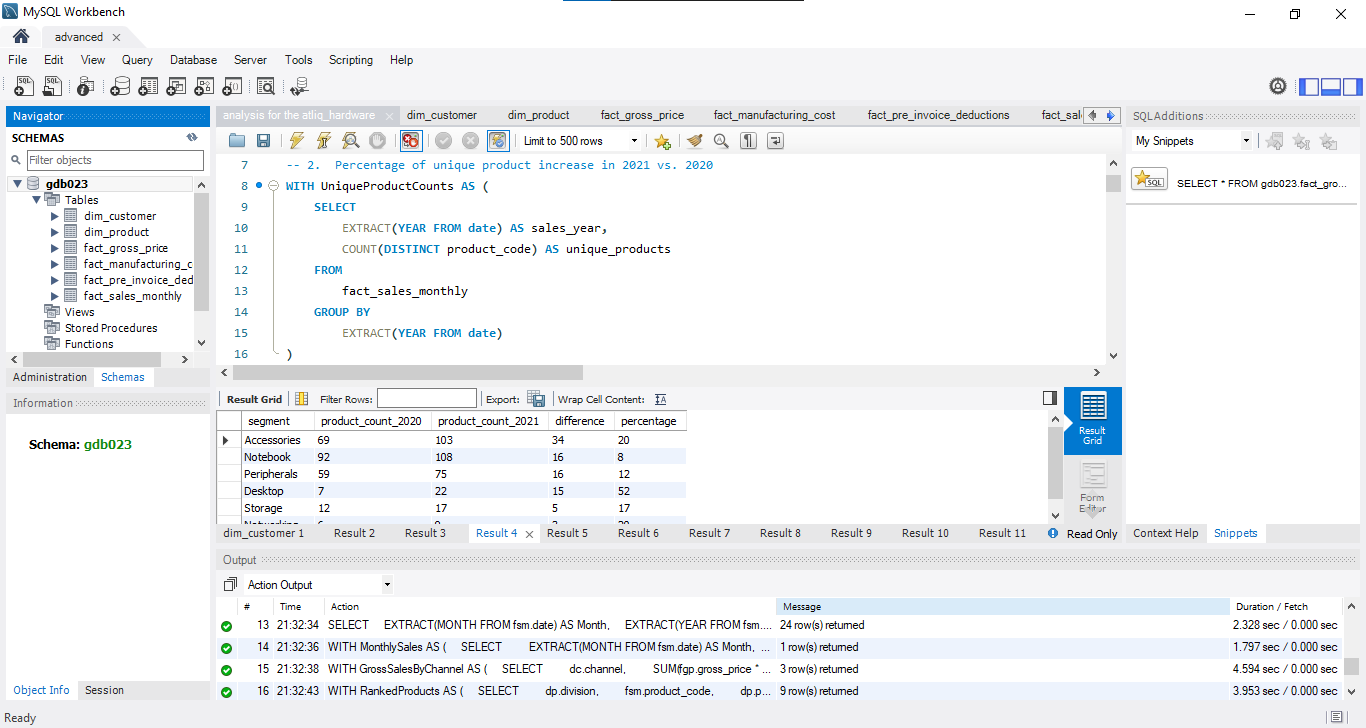 MySQL Workbench
advanced
File Edit View Query Database Server Tools Scripting Help
Navigator
SCHEMAS
Filter objects
gdb023
Tables
dim_customer
dim_product
fact_gross_price
fact_manufacturing_c
fact_pre_invoice_ded
fact_sales_monthly
Views
Stored Procedures
Functions
Administration Schemas
Information
Schema: gdb023
Object Info Session
analysis for the atliq_hardware dim_customer dim_product fact_gross_price fact_manufacturing_cost fact_pre_invoice_deductions fact_sal
Limit to 500 rows
7 -- 2. Percentage of unique product increase in 2021 vs. 2020
8 WITH UniqueProductCounts AS (
9 SELECT
10 EXTRACT(YEAR FROM date) AS sales_year,
11 COUNT(DISTINCT product_code) AS unique_products
12 FROM
13 fact_sales_monthly
14 GROUP BY
15 EXTRACT(YEAR FROM date)
16 )
Result Grid Filter Rows: Export: Wrap Cell Content:
segment product_count_2020 product_count_2021 difference percentage
Accessories 69 103 34 20
Notebook 92 108 16 8
Peripherals 59 75 16 12
Desktop 7 22 15 52
Storage 12 17 5 17
Result
Grid
Form
Editor
dim_customer 1 Result 2 Result 3 Result 4 Result 5 Result 6 Result 7 Result 8 Result 9 Result 10 Result 11 Read Only
Output
Action Output
# Time Action Message Duration / Fetch
13 21:32:34 SELECT EXTRACT(MONTH FROM fsm.date) AS Month, EXTRACT(YEAR FROM fsm.... 24 row(s) returned 2.328 sec / 0.000 sec
14 21:32:36 WITH MonthlySales AS ( SELECT EXTRACT(MONTH FROM fsm.date) AS Month, ... 1 row(s) returned 1.797 sec / 0.000 sec
15 21:32:38 WITH GrossSalesByChannel AS ( SELECT dc.channel, SUM(fgp.gross_price * ... 3 row(s) returned 4.594 sec / 0.000 sec
16 21:32:43 WITH RankedProducts AS ( SELECT dp.division, fsm.product_code, dp.p... 9 row(s) returned 3.953 sec / 0.000 sec
SQLAdditions
My Snippets
SQL SELECT * FROM gdb023.fact_gro...
Context Help Snippets
Ready